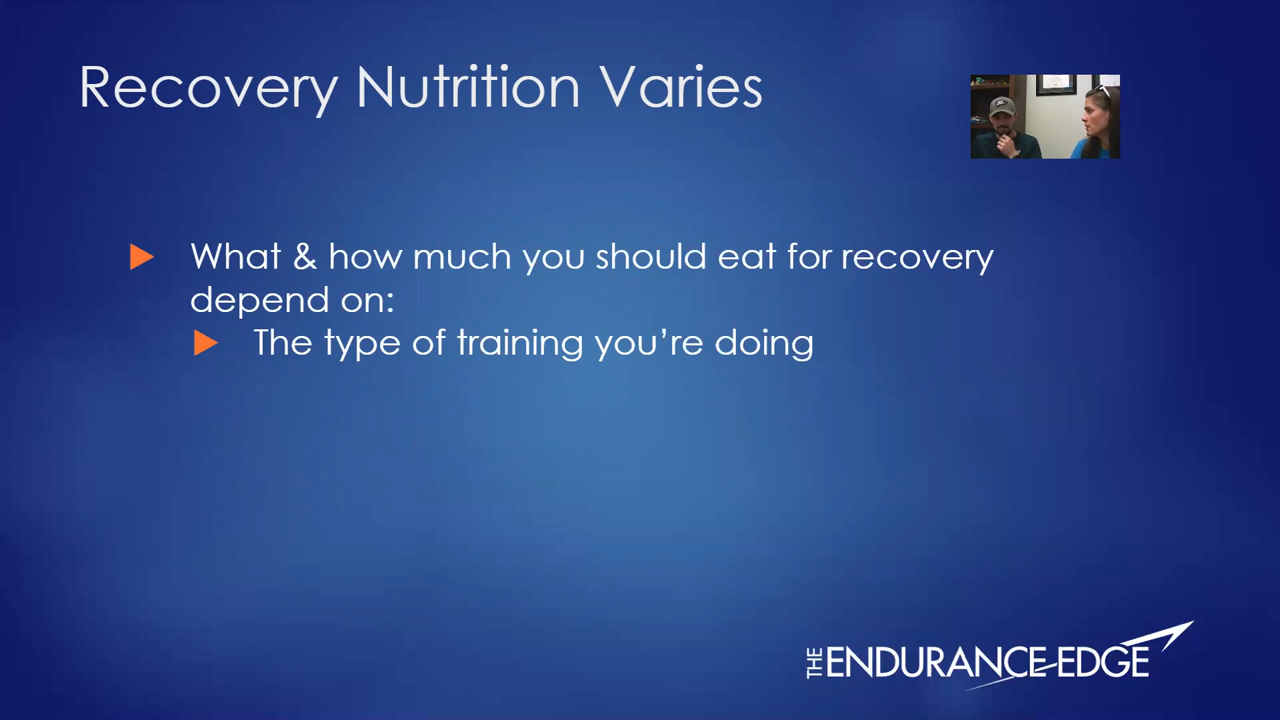 Recovery Nutrition Varies
What & how much you should eat for recovery
depend on:
The type of training you’re doing
THE ENDURANCE EDGE